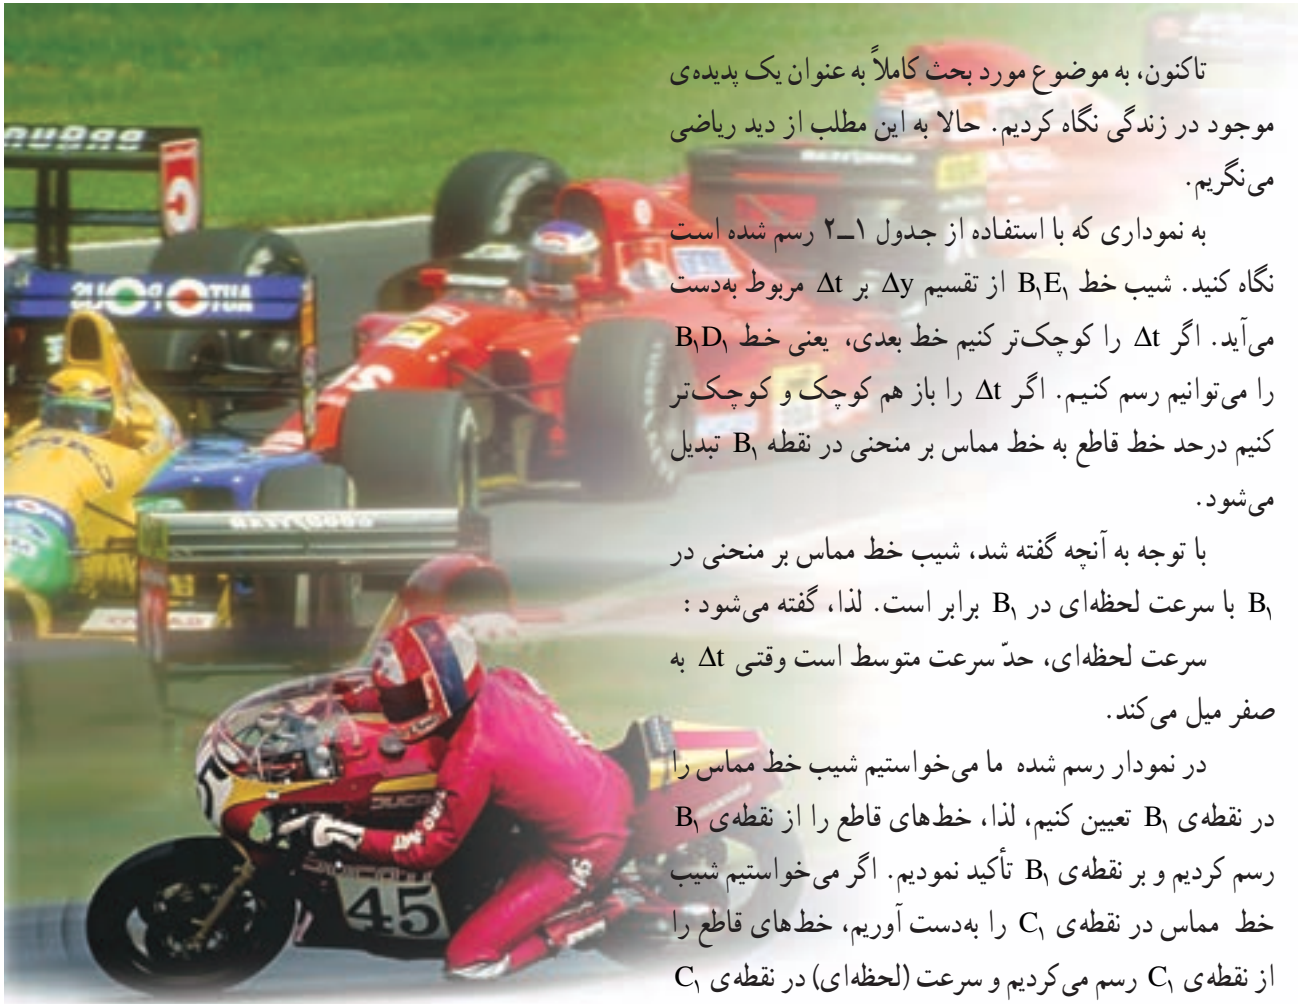 تاکنون، به موضوع مورد بحث کاملاً به عنوان یک پدیده‌ی
موجود در زندگی نگاه کردیم. حالا به این مطلب از دید ریاضی
می‌نگریم.
به نموداری که با استفاده از جدول ۱ــ۲ رسم شده است
نگاه کنید. شیب خط B₁E₁ از تقسیم Δy بر Δt مربوط به‌دست
می‌آید. اگر Δt را کوچک‌تر کنیم خط بعدی، یعنی خط B₁D₁
را می‌توانیم رسم کنیم. اگر Δt را باز هم کوچک و کوچک‌تر
کنیم درحد خط قاطع به خط مماس بر منحنی در نقطه B₁ تبدیل
می‌شود.
با توجه به آنچه گفته شد، شیب خط مماس بر منحنی در
B₁ با سرعت لحظه‌ای در B₁ برابر است. لذا، گفته می‌شود :
سرعت لحظه‌ای، حدّ سرعت متوسط است وقتی Δt به
صفر میل می‌کند.
در نمودار رسم شده ما می‌خواستیم شیب خط مماس را
در نقطه‌ی B₁ تعیین کنیم، لذا، خط‌های قاطع را از نقطه‌ی B₁
رسم کردیم و بر نقطه‌ی B₁ تأکید نمودیم. اگر می‌خواستیم شیب
خط مماس در نقطه‌ی C₁ را به‌دست آوریم، خط‌های قاطع را
از نقطه‌ی C₁ رسم می‌کردیم و سرعت (لحظه‌ای) در نقطه‌ی C₁
45